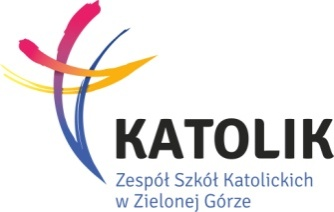 KATOLIK
Zespół Szkół Katolickich
w Zielonej Górze